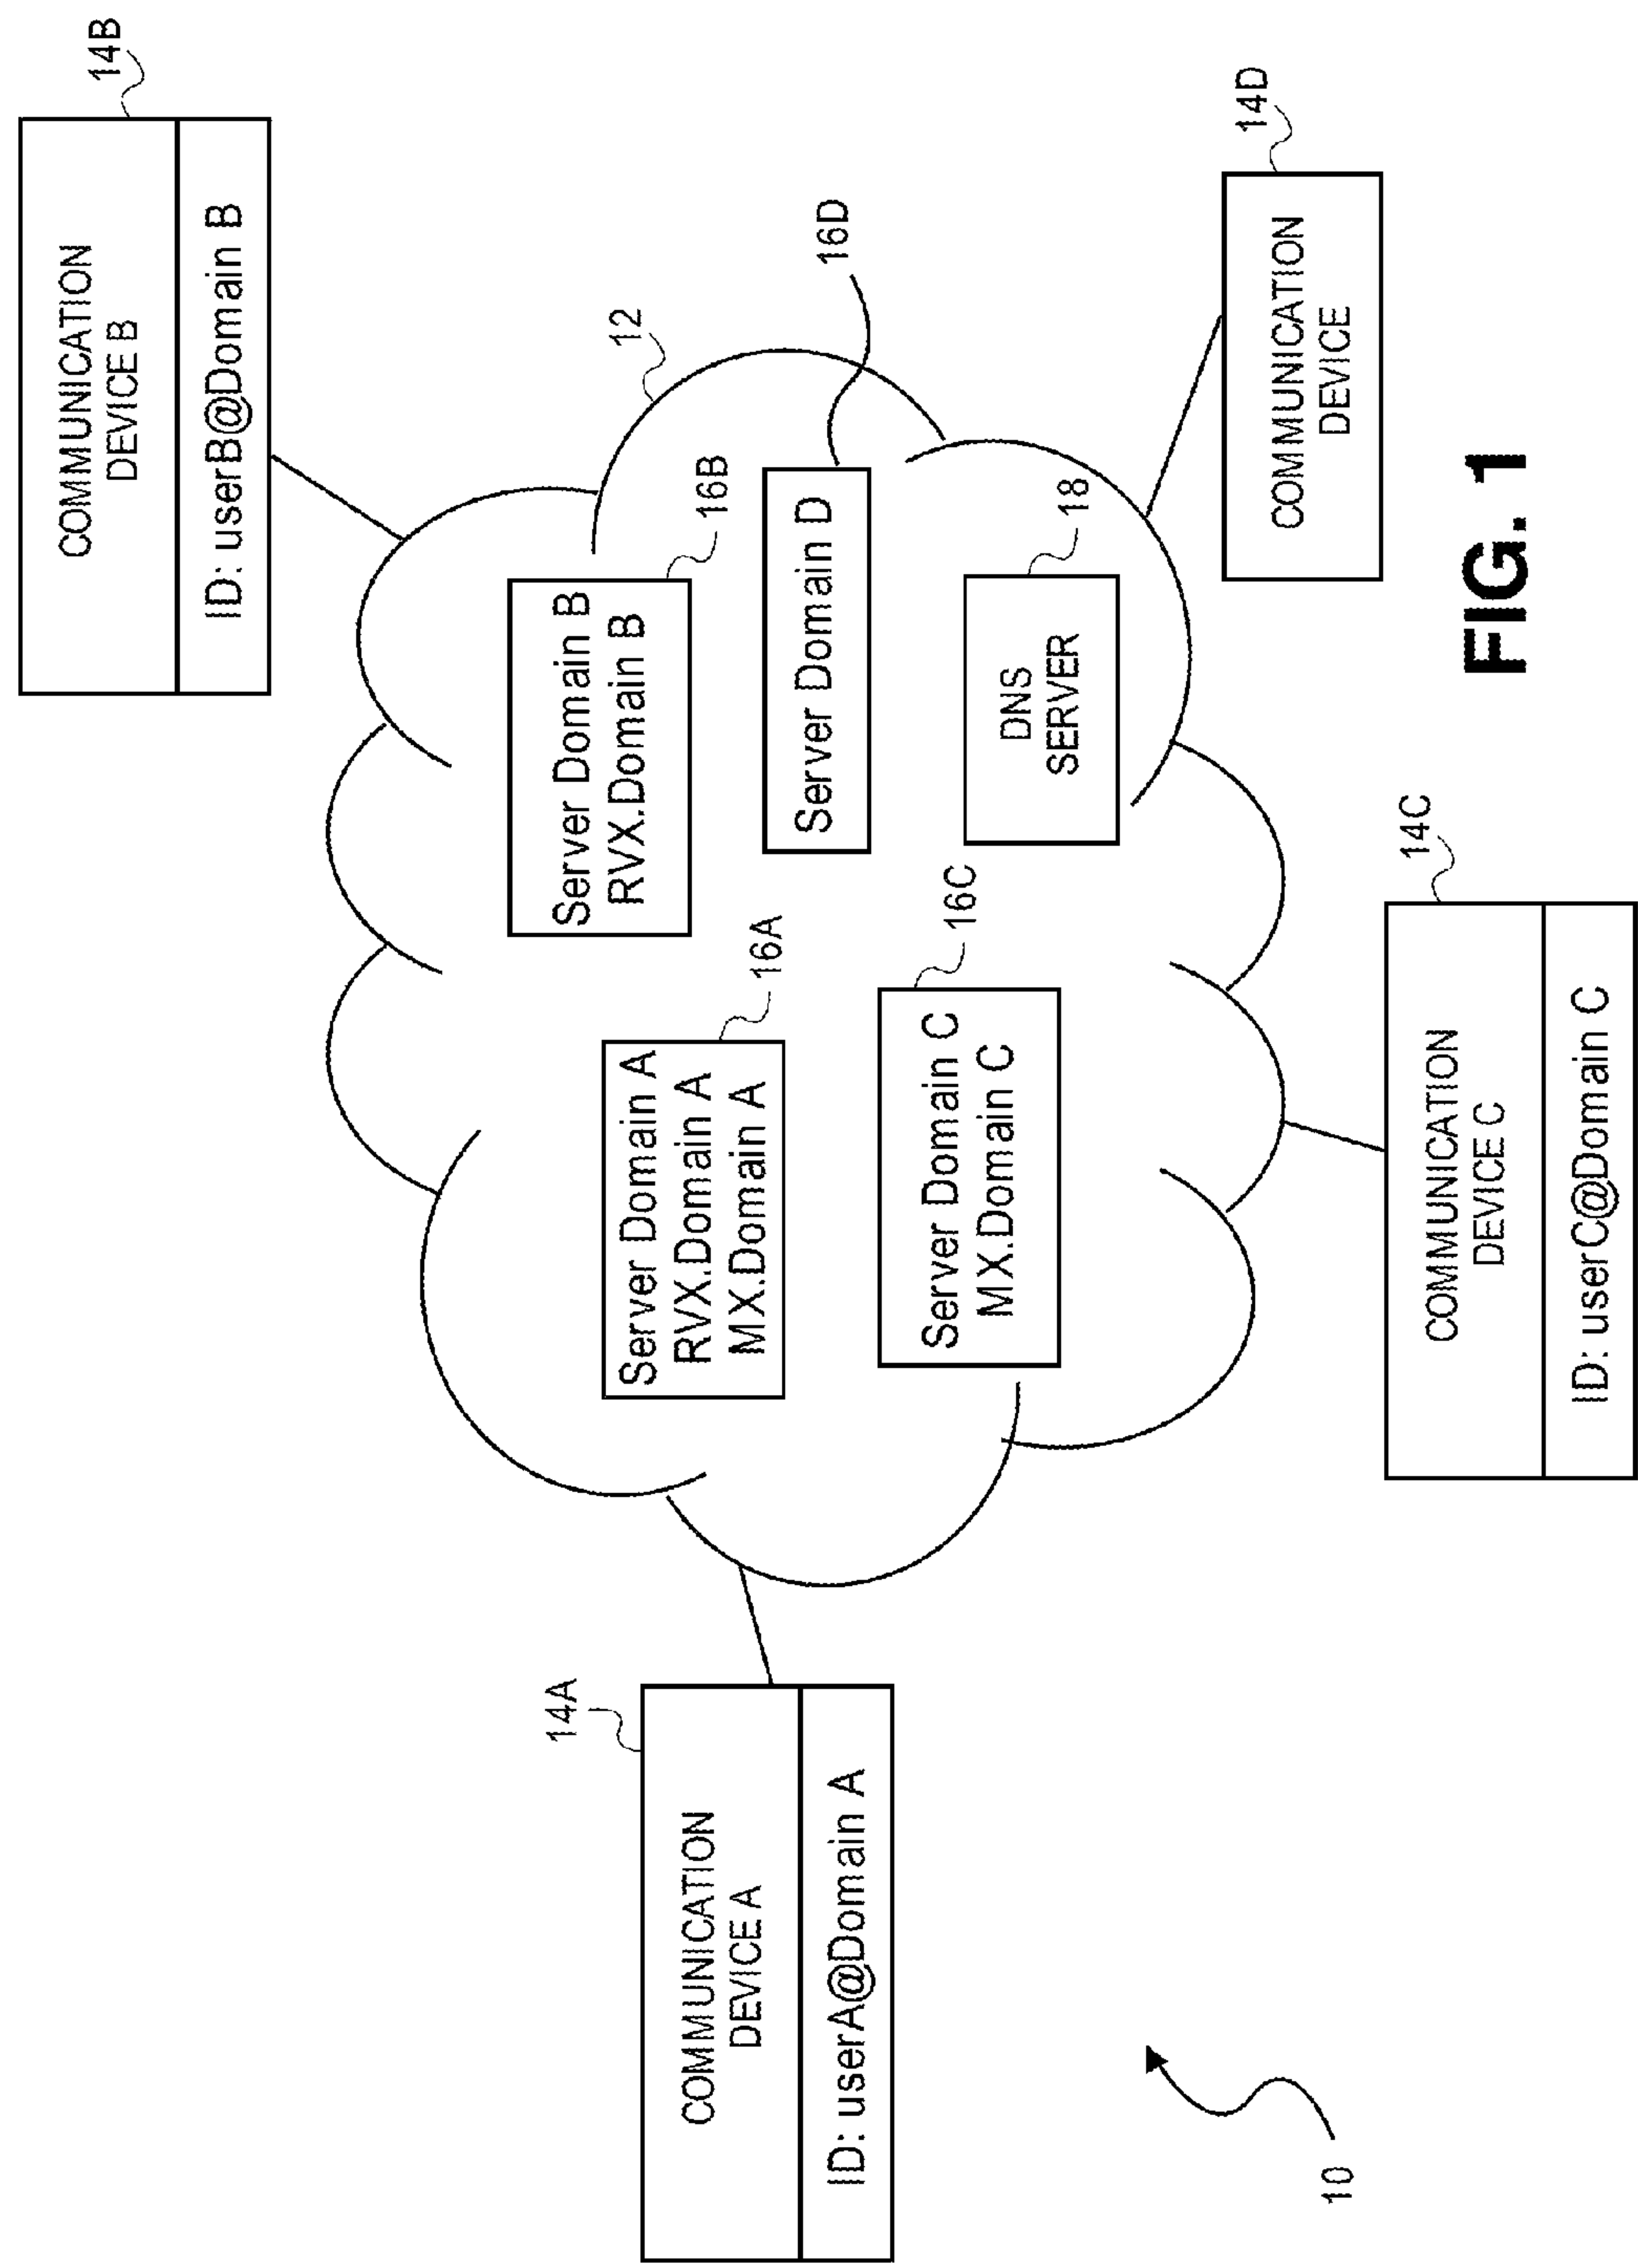 COMMUNICATION
DEVICE B
ID: userB@Domain B
14B
COMMUNICATION
DEVICE A
ID: userA@Domain A
14A
12
Server Domain A
RVX.Domain A
MX.Domain A
16A
Server Domain B
RVX.Domain B
16B
Server Domain D
16D
Server Domain C
MX.Domain C
16C
DNS
SERVER
18
COMMUNICATION
DEVICE
14D
COMMUNICATION
DEVICE C
ID: userC@Domain C
14C
10
FIG. 1